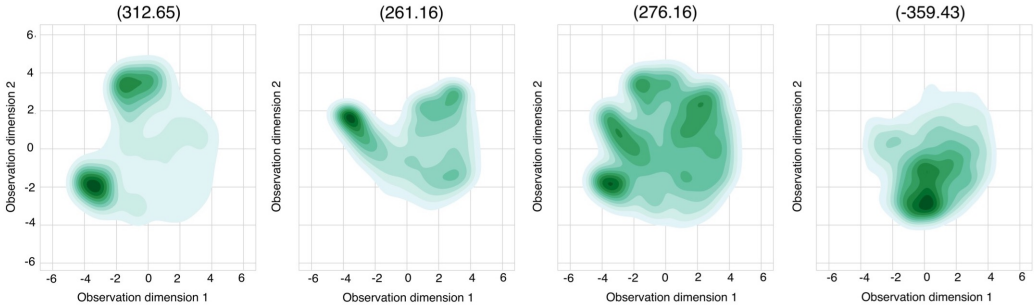 (312.65)
(261.16)
(276.16)
(-359.43)
6
4
2
0
-2
-4
-6
Observation dimension 2
Observation dimension 2
Observation dimension 2
Observation dimension 2
-6 -4 -2 0 2 4 6
-6 -4 -2 0 2 4 6
-6 -4 -2 0 2 4 6
-6 -4 -2 0 2 4 6
Observation dimension 1
Observation dimension 1
Observation dimension 1
Observation dimension 1